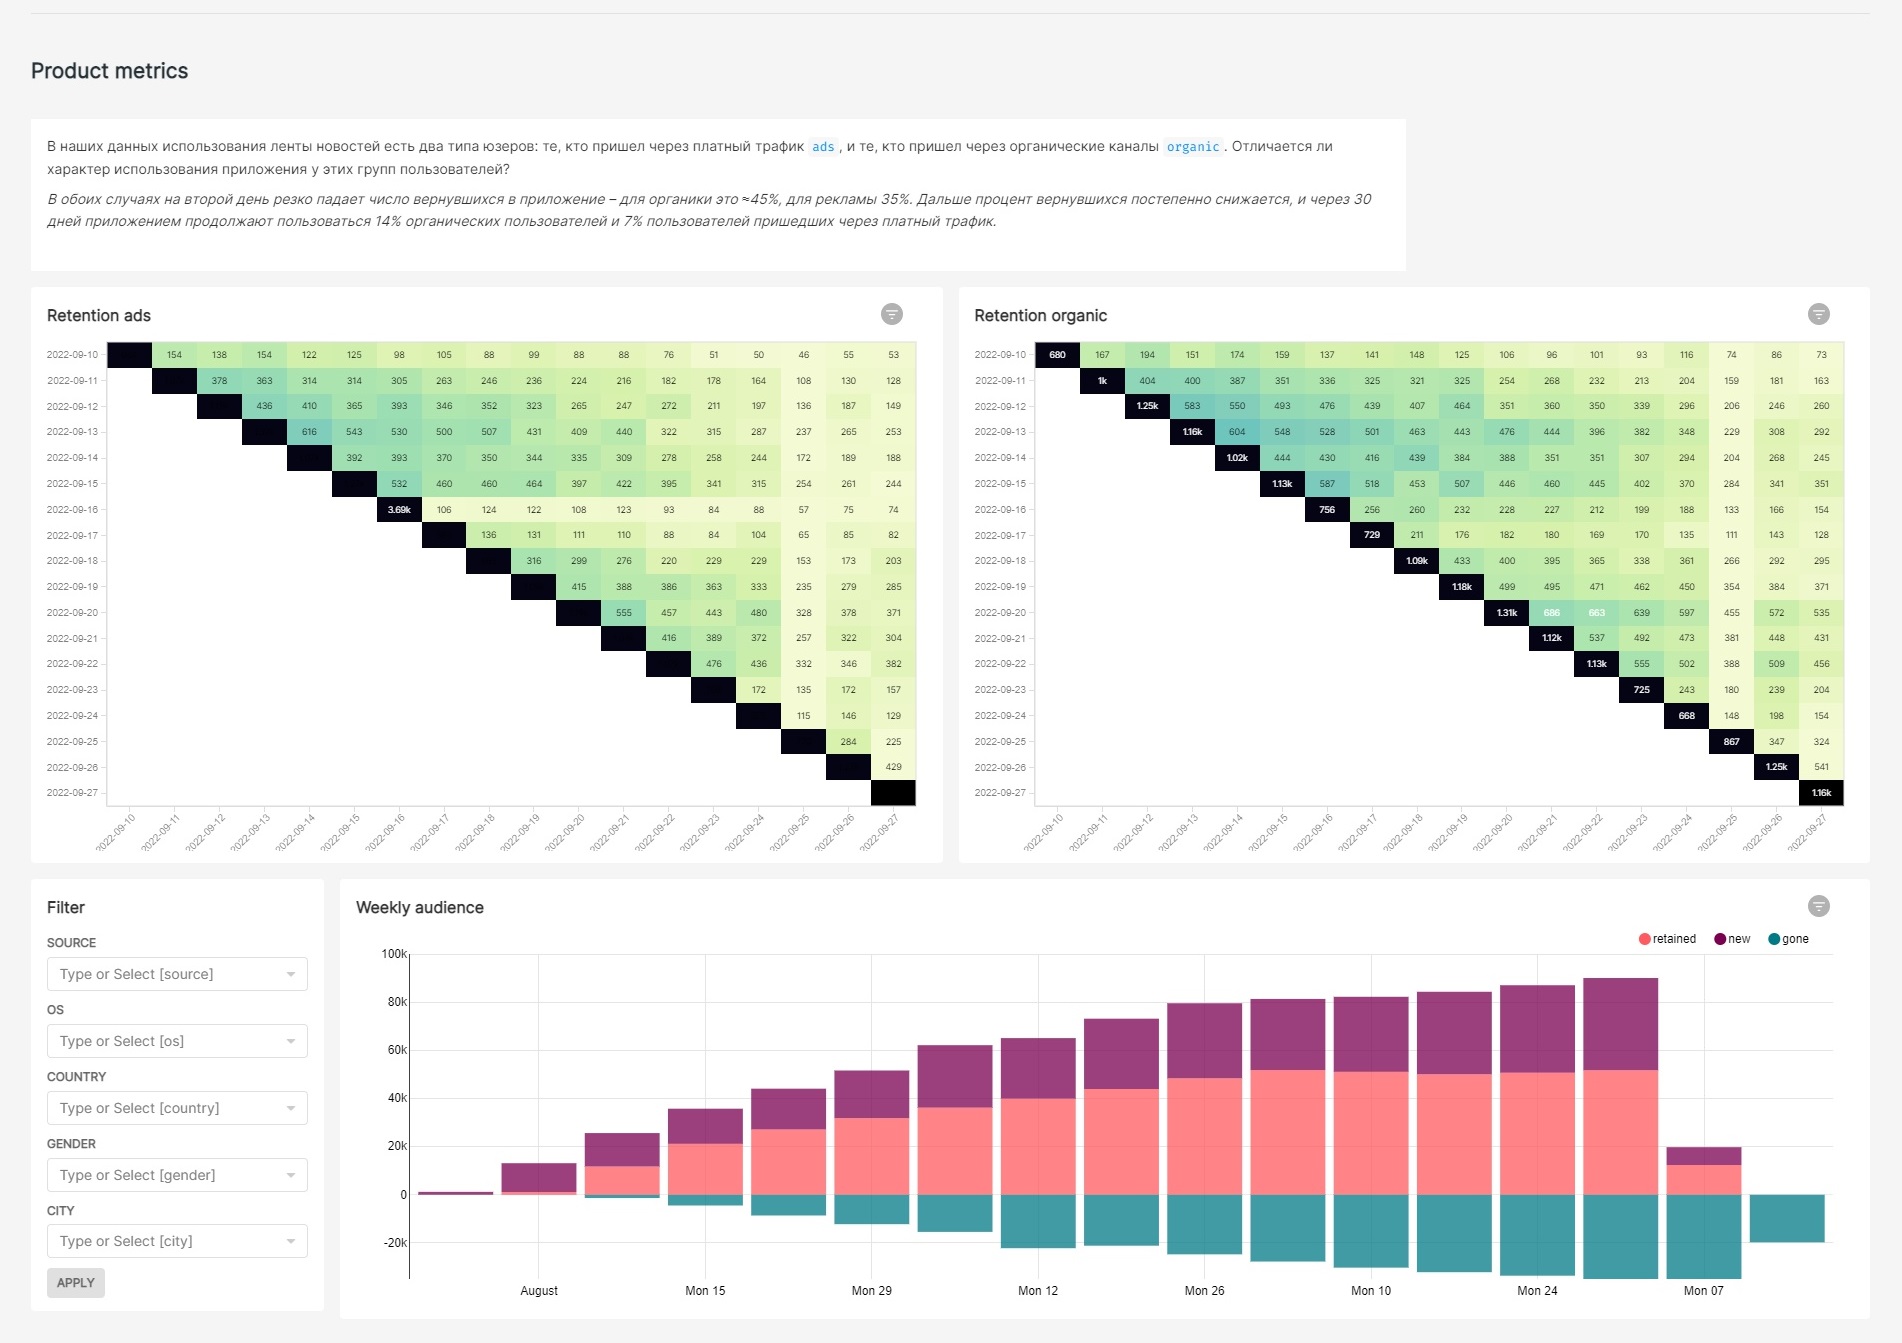 Product metrics
В наших данных использования ленты новостей есть два типа юзеров: те, кто пришел через платный трафик ads, и те, кто пришел через органические каналы organic. Отличается ли
характер использования приложения у этих групп пользователей?
В обоих случаях на второй день резко падает число вернувшихся в приложение – для органики это ≈45%, для рекламы 35%. Дальше процент вернувшихся постепенно снижается, и через 30
дней приложением продолжают пользоваться 14% органических пользователей и 7% пользователей пришедших через платный трафик.
Retention ads
2022-09-10 154 138 154 122 125 98 105 88 99 88 88 76 51 50 46 55 53
2022-09-11 378 363 314 314 305 263 246 236 224 216 182 178 164 108 130 128
2022-09-12 436 410 365 393 346 352 323 265 247 272 211 197 136 187 149
2022-09-13 616 543 530 500 507 431 409 440 322 315 287 237 265 253
2022-09-14 392 393 370 350 344 335 309 278 258 244 172 189 188
2022-09-15 532 460 460 464 397 422 395 341 315 254 261 244
2022-09-16 3.69k 106 124 122 108 123 93 84 88 57 75 74
2022-09-17 136 131 111 110 88 84 104 65 85 82
2022-09-18 316 299 276 220 229 229 153 173 203
2022-09-19 415 388 386 363 333 235 279 285
2022-09-20 555 457 443 480 328 378 371
2022-09-21 416 389 372 257 322 304
2022-09-22 476 436 332 346 382
2022-09-23 172 135 172 157
2022-09-24 115 146 129
2022-09-25 284 225
2022-09-26 429
2022-09-27
2022-09-10 2022-09-11 2022-09-12 2022-09-13 2022-09-14 2022-09-15 2022-09-16 2022-09-17 2022-09-18 2022-09-19 2022-09-20 2022-09-21 2022-09-22 2022-09-23 2022-09-24 2022-09-25 2022-09-26 2022-09-27
Retention organic
2022-09-10 680 167 194 151 174 159 137 141 148 125 106 96 101 93 116 74 86 73
2022-09-11 1k 404 400 387 351 336 325 321 325 254 268 232 213 204 159 181 163
2022-09-12 1.25k 583 550 493 476 439 407 464 351 360 350 339 296 206 246 260
2022-09-13 1.16k 604 548 528 501 463 443 476 444 396 382 348 229 308 292
2022-09-14 1.02k 444 430 416 439 384 388 351 351 307 294 204 268 245
2022-09-15 1.13k 587 518 453 507 446 460 445 402 370 284 341 351
2022-09-16 756 256 260 232 228 227 212 199 188 133 166 154
2022-09-17 729 211 176 182 180 169 170 135 111 143 128
2022-09-18 1.09k 433 400 395 365 338 361 266 292 295
2022-09-19 1.18k 499 495 471 462 450 354 384 371
2022-09-20 1.31k 686 663 639 597 455 572 535
2022-09-21 1.12k 537 492 473 381 448 431
2022-09-22 1.13k 555 502 388 509 456
2022-09-23 725 243 180 239 204
2022-09-24 668 148 198 154
2022-09-25 867 347 324
2022-09-26 1.25k 541
2022-09-27 1.16k
2022-09-10 2022-09-11 2022-09-12 2022-09-13 2022-09-14 2022-09-15 2022-09-16 2022-09-17 2022-09-18 2022-09-19 2022-09-20 2022-09-21 2022-09-22 2022-09-23 2022-09-24 2022-09-25 2022-09-26 2022-09-27
Filter
SOURCE
Type or Select [source]
OS
Type or Select [os]
COUNTRY
Type or Select [country]
GENDER
Type or Select [gender]
CITY
Type or Select [city]
APPLY
Weekly audience
retained new gone
100k
80k
60k
40k
20k
0
-20k
August Mon 15 Mon 29 Mon 12 Mon 26 Mon 10 Mon 24 Mon 07